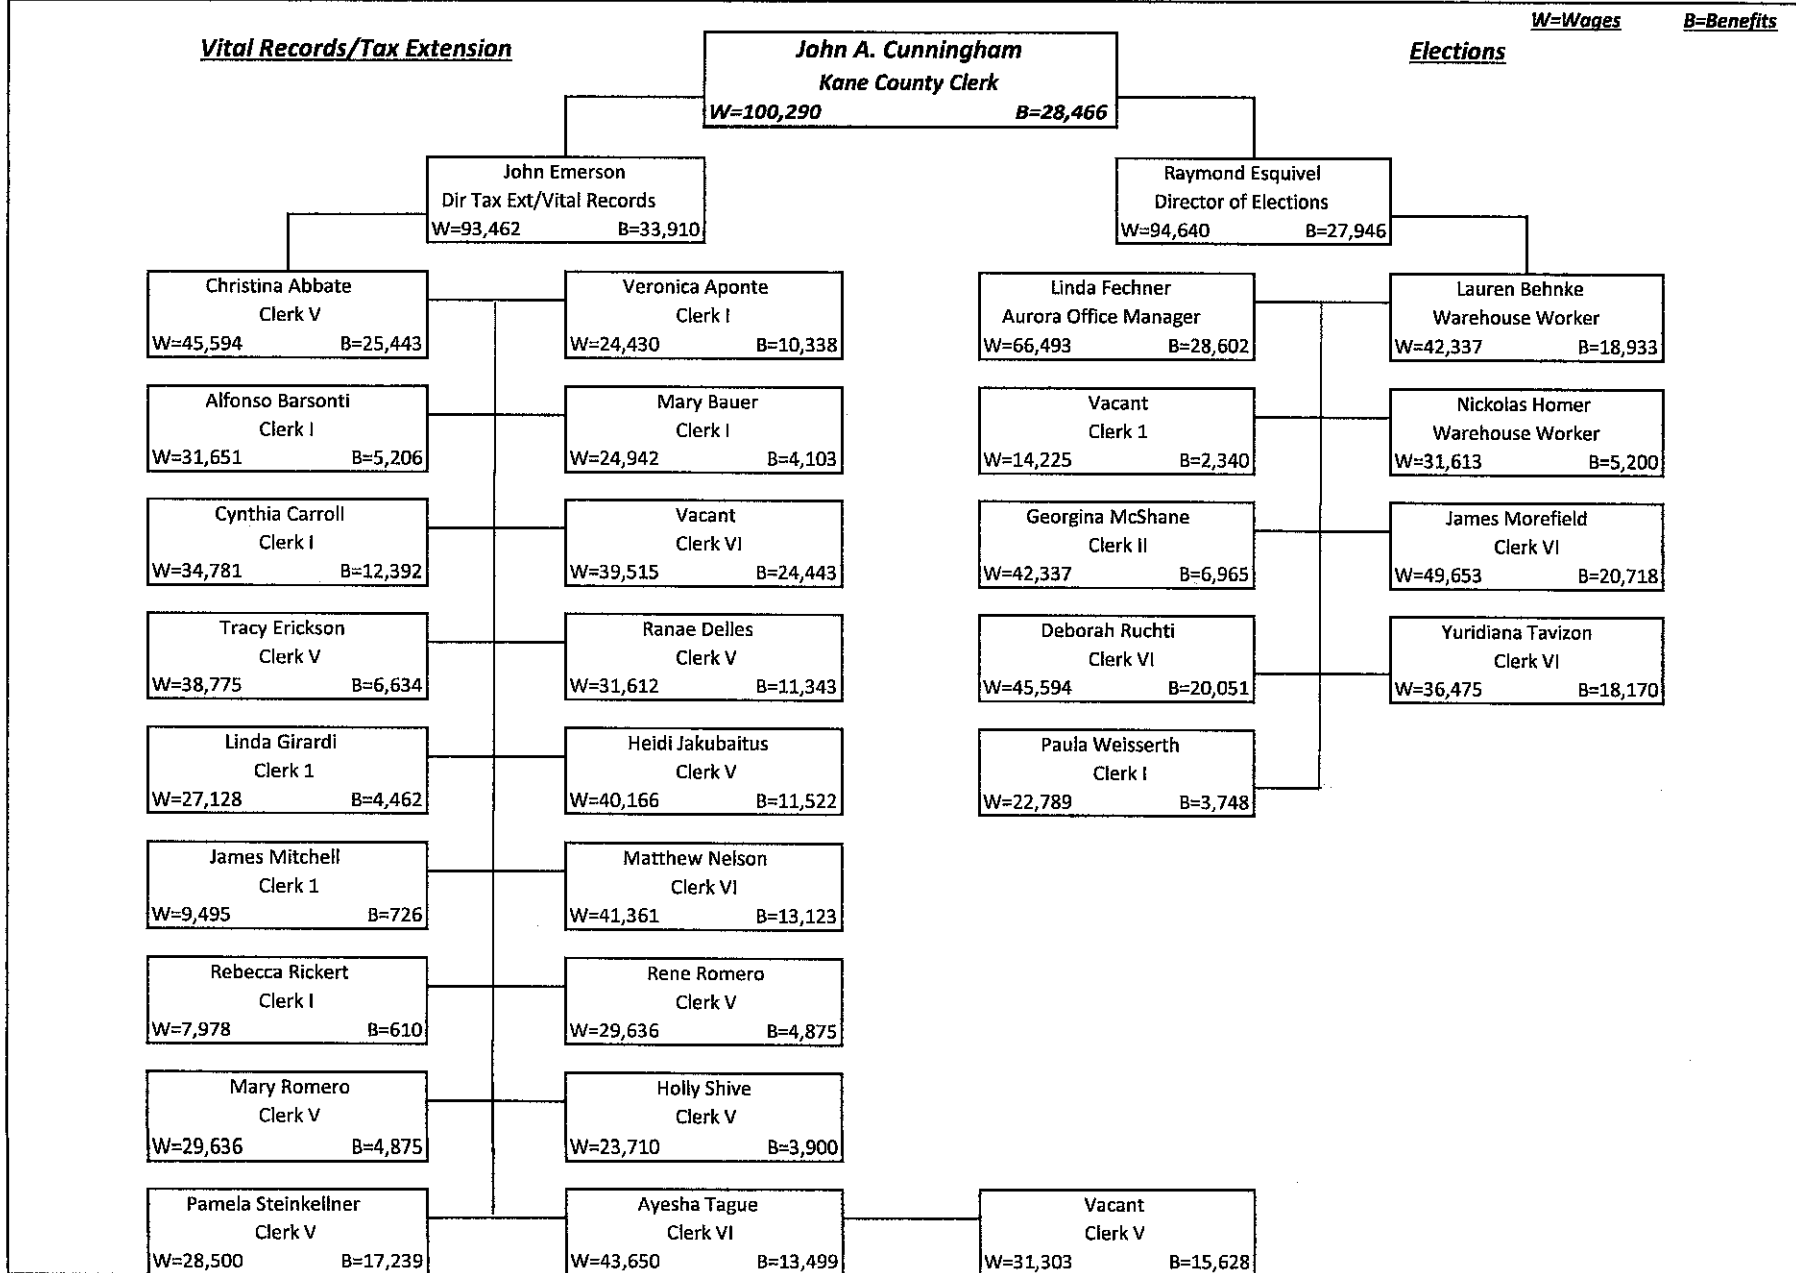 W=Wages B=Benefits
Vital Records/Tax Extension
Elections
John A. Cunningham
Kane County Clerk
W=100,290 B=28,466
John Emerson
Dir Tax Ext/Vital Records
W=93,462 B=33,910
Raymond Esquivel
Director of Elections
W=94,640 B=27,946
Christina Abbate
Clerk V
W=45,594 B=25,443
Veronica Aponte
Clerk I
W=24,430 B=10,338
Linda Fechner
Aurora Office Manager
W=66,493 B=28,602
Lauren Behnke
Warehouse Worker
W=42,337 B=18,933
Alfonso Barsonti
Clerk I
W=31,651 B=5,206
Mary Bauer
Clerk I
W=24,942 B=4,103
Vacant
Clerk 1
W=14,225 B=2,340
Nickolas Homer
Warehouse Worker
W=31,613 B=5,200
Cynthia Carroll
Clerk I
W=34,781 B=12,392
Vacant
Clerk VI
W=39,515 B=24,443
Georgina McShane
Clerk II
W=42,337 B=6,965
James Morefield
Clerk VI
W=49,653 B=20,718
Tracy Erickson
Clerk V
W=38,775 B=6,634
Ranae Delles
Clerk V
W=31,612 B=11,343
Deborah Ruchti
Clerk VI
W=45,594 B=20,051
Yuridiana Tavizon
Clerk VI
W=36,475 B=18,170
Linda Girardi
Clerk 1
W=27,128 B=4,462
Heidi Jakubaitus
Clerk V
W=40,166 B=11,522
Paula Weisserth
Clerk I
W=22,789 B=3,748
James Mitchell
Clerk 1
W=9,495 B=726
Matthew Nelson
Clerk VI
W=41,361 B=13,123
Rebecca Rickert
Clerk I
W=7,978 B=610
Rene Romero
Clerk V
W=29,636 B=4,875
Mary Romero
Clerk V
W=29,636 B=4,875
Holly Shive
Clerk V
W=23,710 B=3,900
Pamela Steinkellner
Clerk V
W=28,500 B=17,239
Ayesha Tague
Clerk VI
W=43,650 B=13,499
Vacant
Clerk V
W=31,303 B=15,628